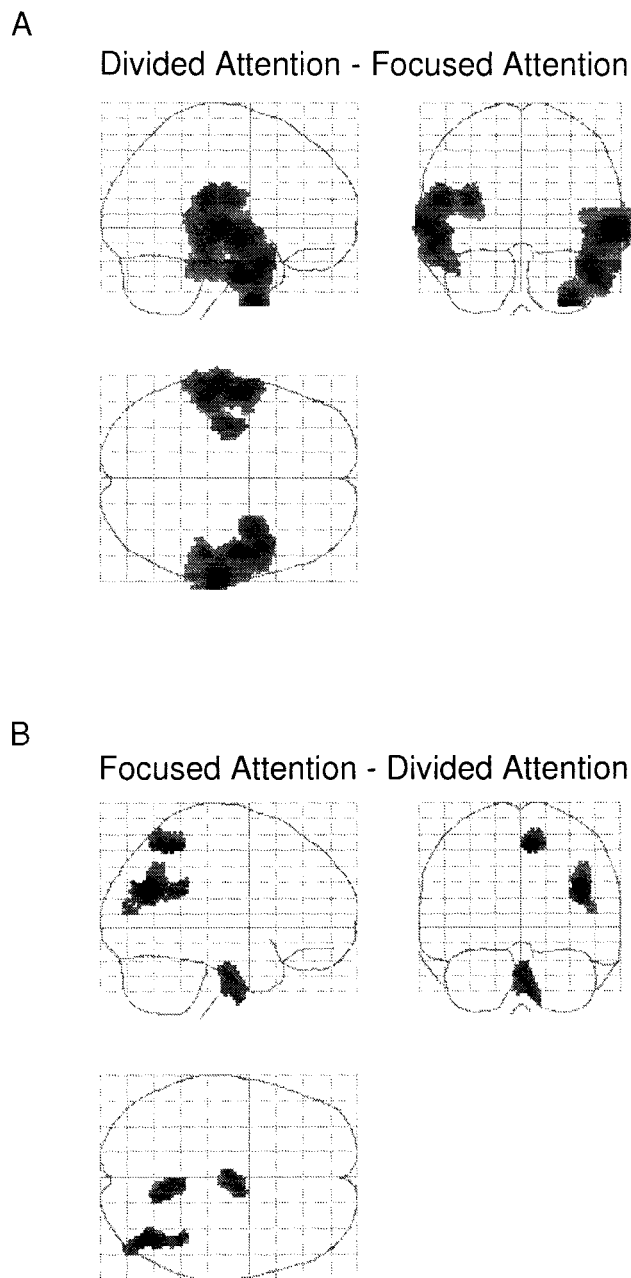 A
Divided Attention - Focused Attention
B
Focused Attention - Divided Attention